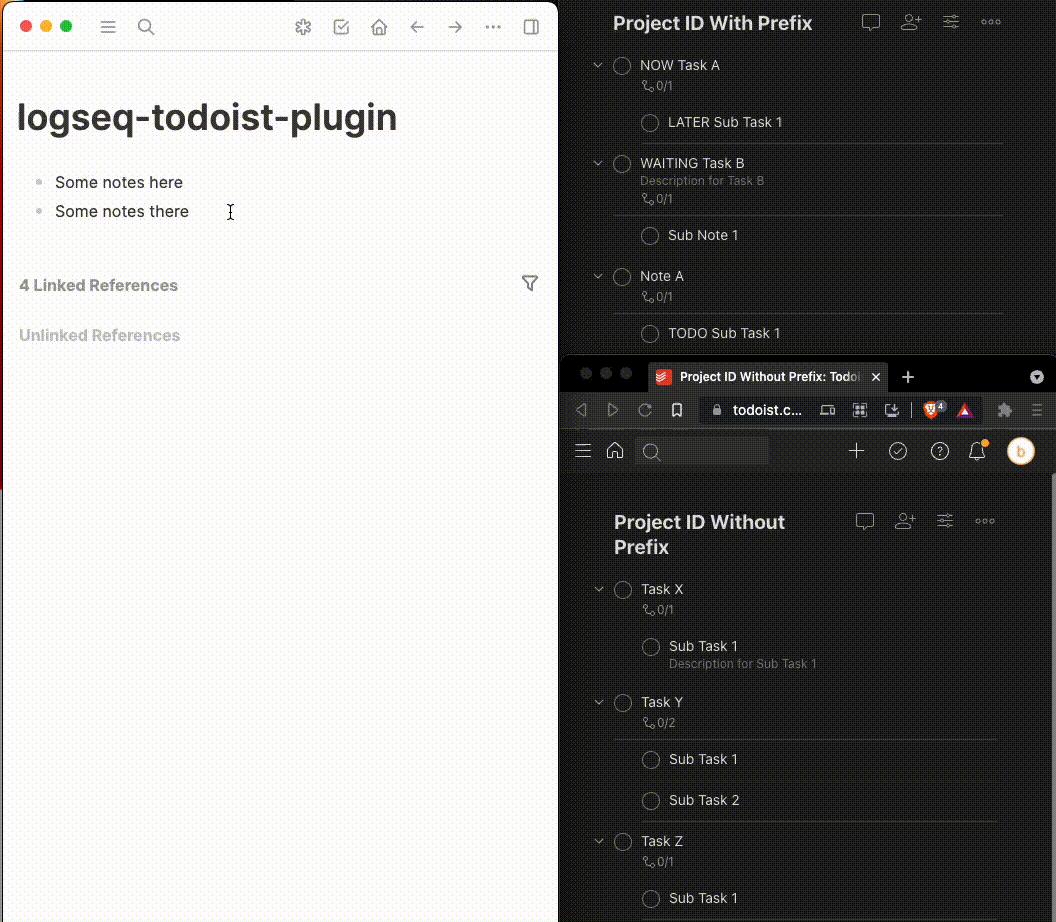 logseq-todoist-plugin
Some notes here
Some notes there
4 Linked References
Unlinked References
Project ID With Prefix
NOW Task A
0/1
LATER Sub Task 1
WAITING Task B
Description for Task B
0/1
Sub Note 1
Note A
0/1
TODO Sub Task 1
Project ID Without Prefix: Todoi
todoist.c...
4
b
Project ID Without
Prefix
Task X
0/1
Sub Task 1
Description for Sub Task 1
Task Y
0/2
Sub Task 1
Sub Task 2
Task Z
0/1
Sub Task 1